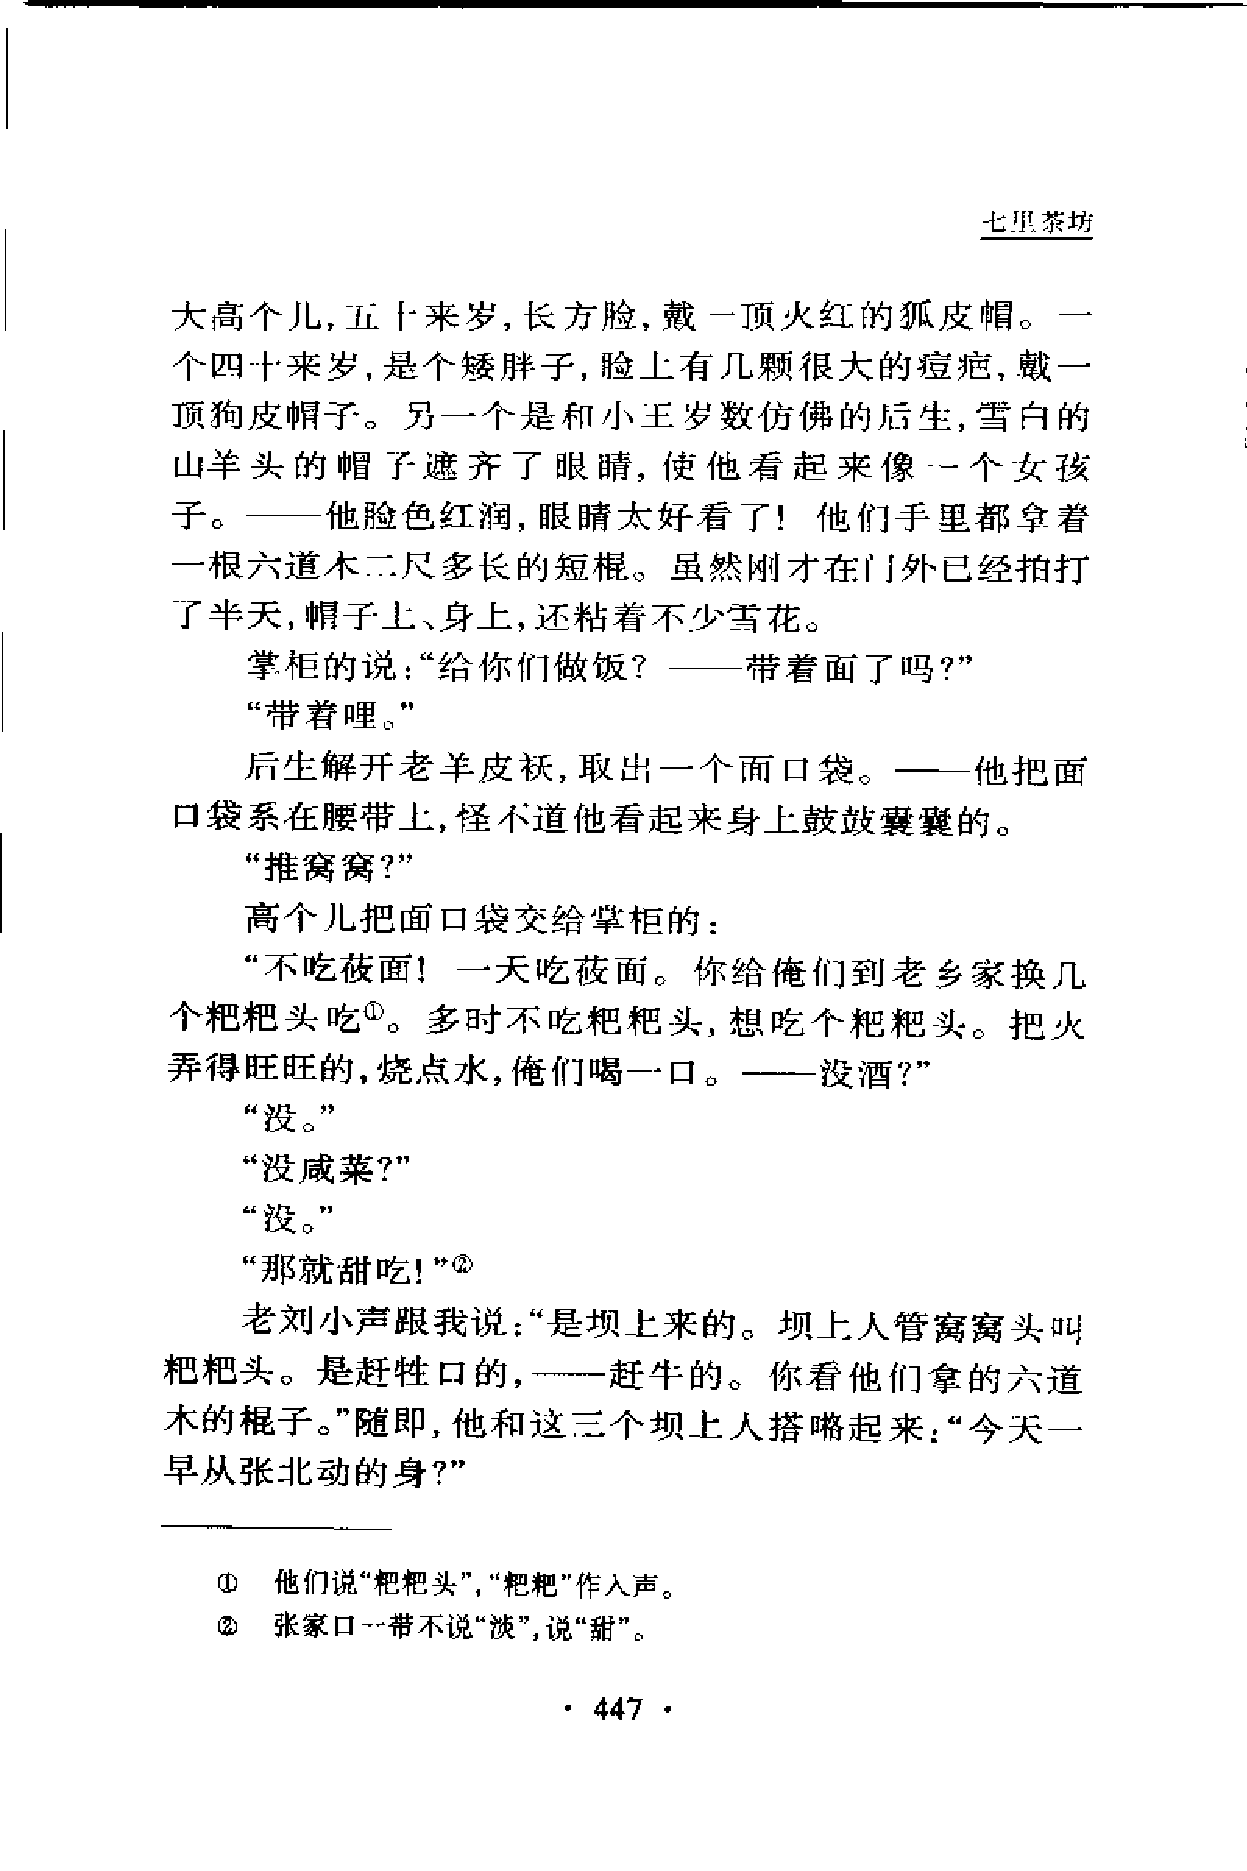 七里茶坊
大高个儿，五十来岁，长方脸，戴一顶火红的狐皮帽。一
个四十来岁，是个矮胖子，脸上有几颗很大的痘疤，戴一
顶狗皮帽子。另一个是和小王岁数仿佛的后生，雪白的
山羊头的帽子遮齐了眼睛，使他看起来像一个女孩
子。——他脸色红润，眼睛太好看了！他们手里都拿着
一根六道木二尺多长的短棍。虽然刚才在门外已经拍打
了半天，帽子上、身上，还粘着不少雪花。
掌柜的说：“给你们做饭？——带着面了吗？”
“带着哩。”
后生解开老羊皮袄，取出一个面口袋。——他把面
口袋系在腰带上，怪不道他看起来身上鼓鼓囊囊的。
“推窝窝？”
高个儿把面口袋交给掌柜的：
“不吃莜面！一天吃莜面。你给俺们到老乡家换几
个粑粑头吃①。多时不吃粑粑头，想吃个粑粑头。把火
弄得旺旺的，烧点水，俺们喝一口。——没酒？”
“没。”
“没咸菜？”
“没。”
“那就甜吃！”②
老刘小声跟我说：“是坝上来的。坝上人管窝窝头叫
粑粑头。是赶牲口的，——赶牛的。你看他们拿的六道
木的棍子。”随即，他和这三个坝上人搭嗝起来：“今天一
早从张北动的身？”
① 他们说“粑粑头”，“粑粑”作入声。
② 张家口一带不说“淡”，说“甜”。
· 447 ·